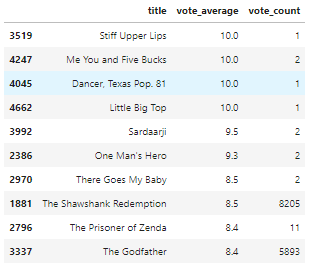 title vote_average vote_count
3519 Stiff Upper Lips 10.0 1
4247 Me You and Five Bucks 10.0 2
4045 Dancer, Texas Pop. 81 10.0 1
4662 Little Big Top 10.0 1
3992 Sardaarji 9.5 2
2386 One Man's Hero 9.3 2
2970 There Goes My Baby 8.5 2
1881 The Shawshank Redemption 8.5 8205
2796 The Prisoner of Zenda 8.4 11
3337 The Godfather 8.4 5893